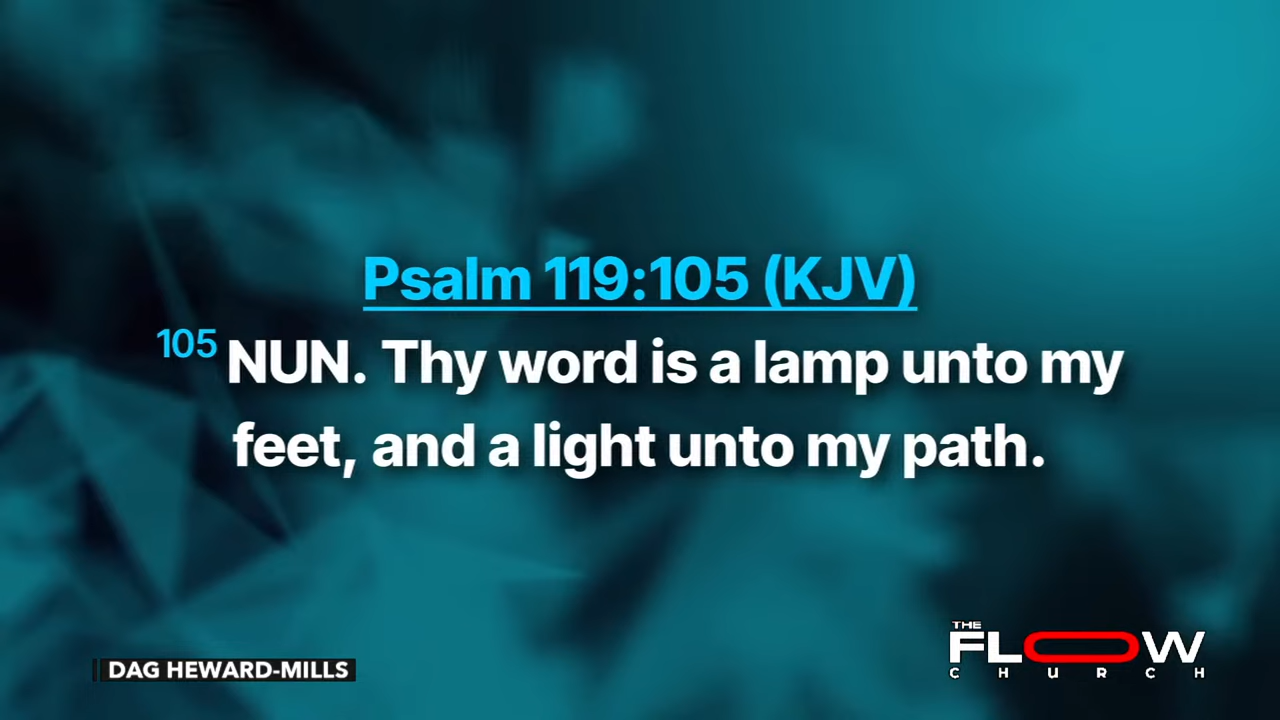 Psalm 119:105 (KJV)
105 NUN. Thy word is a lamp unto my
feet, and a light unto my path.
DAG HEWARD-MILLS
THE
FLOW
CHURCH